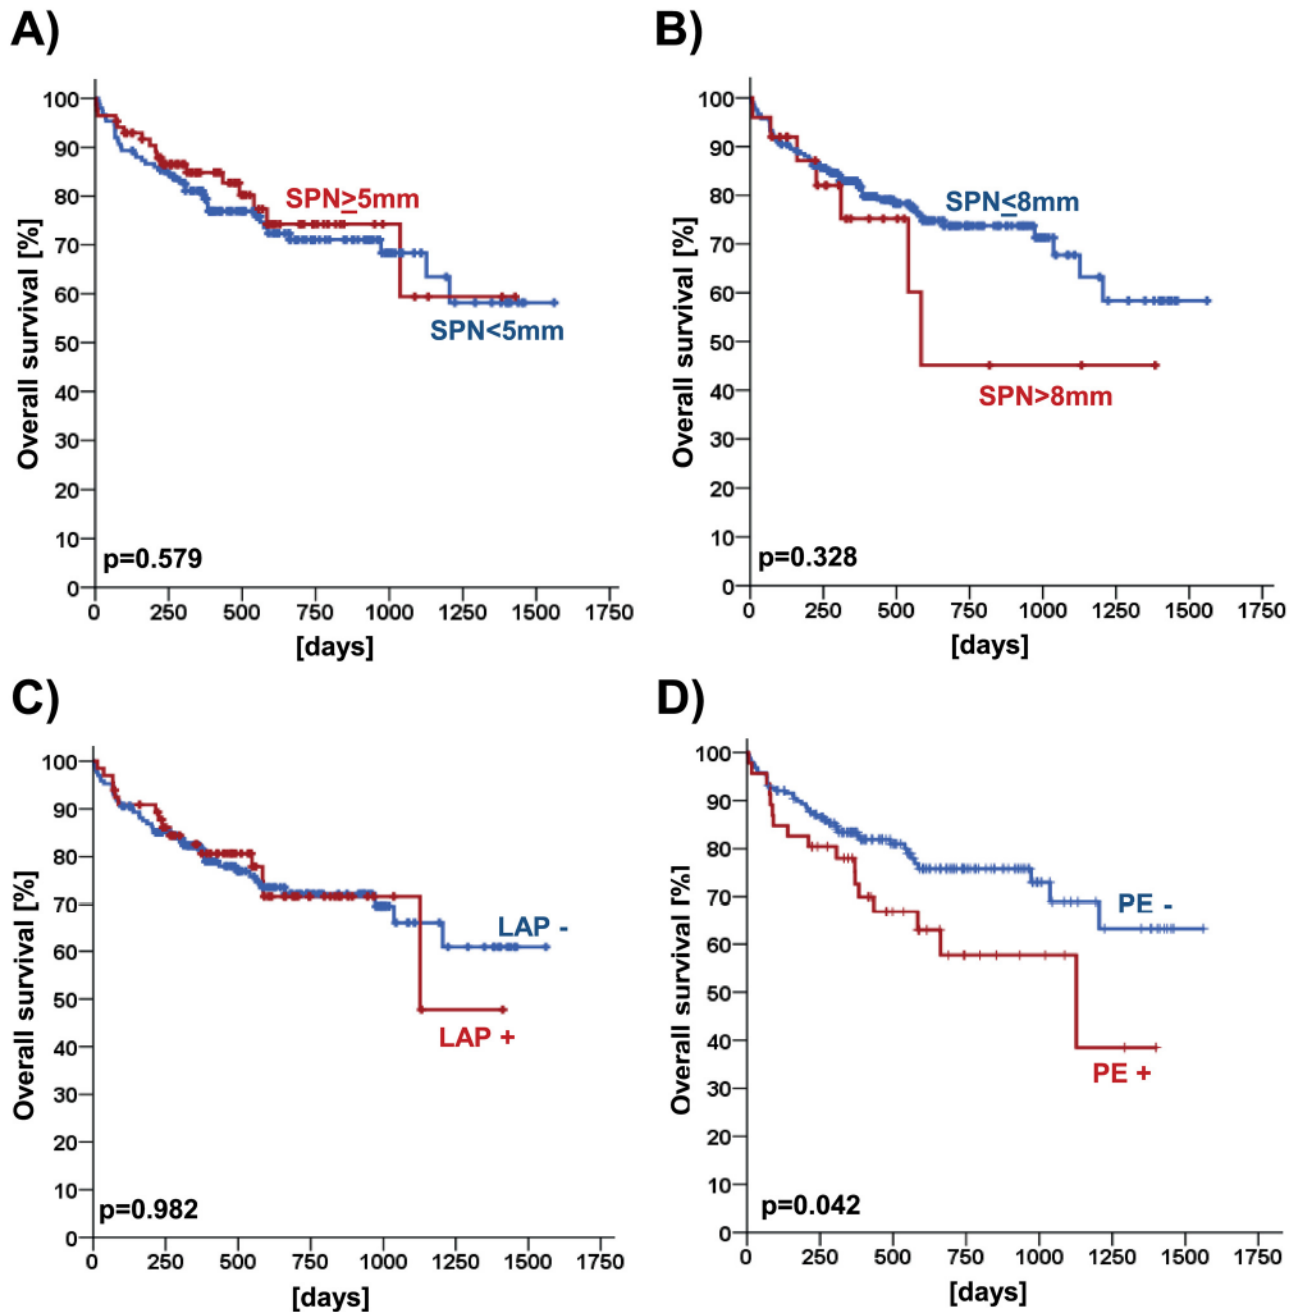 A)
Overall survival [%]
100
90
80
70
60
50
40
30
20
10
0
SPN≥5mm
SPN<5mm
p=0.579
0 250 500 750 1000 1250 1500 1750
[days]
B)
Overall survival [%]
100
90
80
70
60
50
40
30
20
10
0
SPN≤8mm
SPN>8mm
p=0.328
0 250 500 750 1000 1250 1500 1750
[days]
C)
Overall survival [%]
100
90
80
70
60
50
40
30
20
10
0
LAP -
LAP +
p=0.982
0 250 500 750 1000 1250 1500 1750
[days]
D)
Overall survival [%]
100
90
80
70
60
50
40
30
20
10
0
PE -
PE +
p=0.042
0 250 500 750 1000 1250 1500 1750
[days]